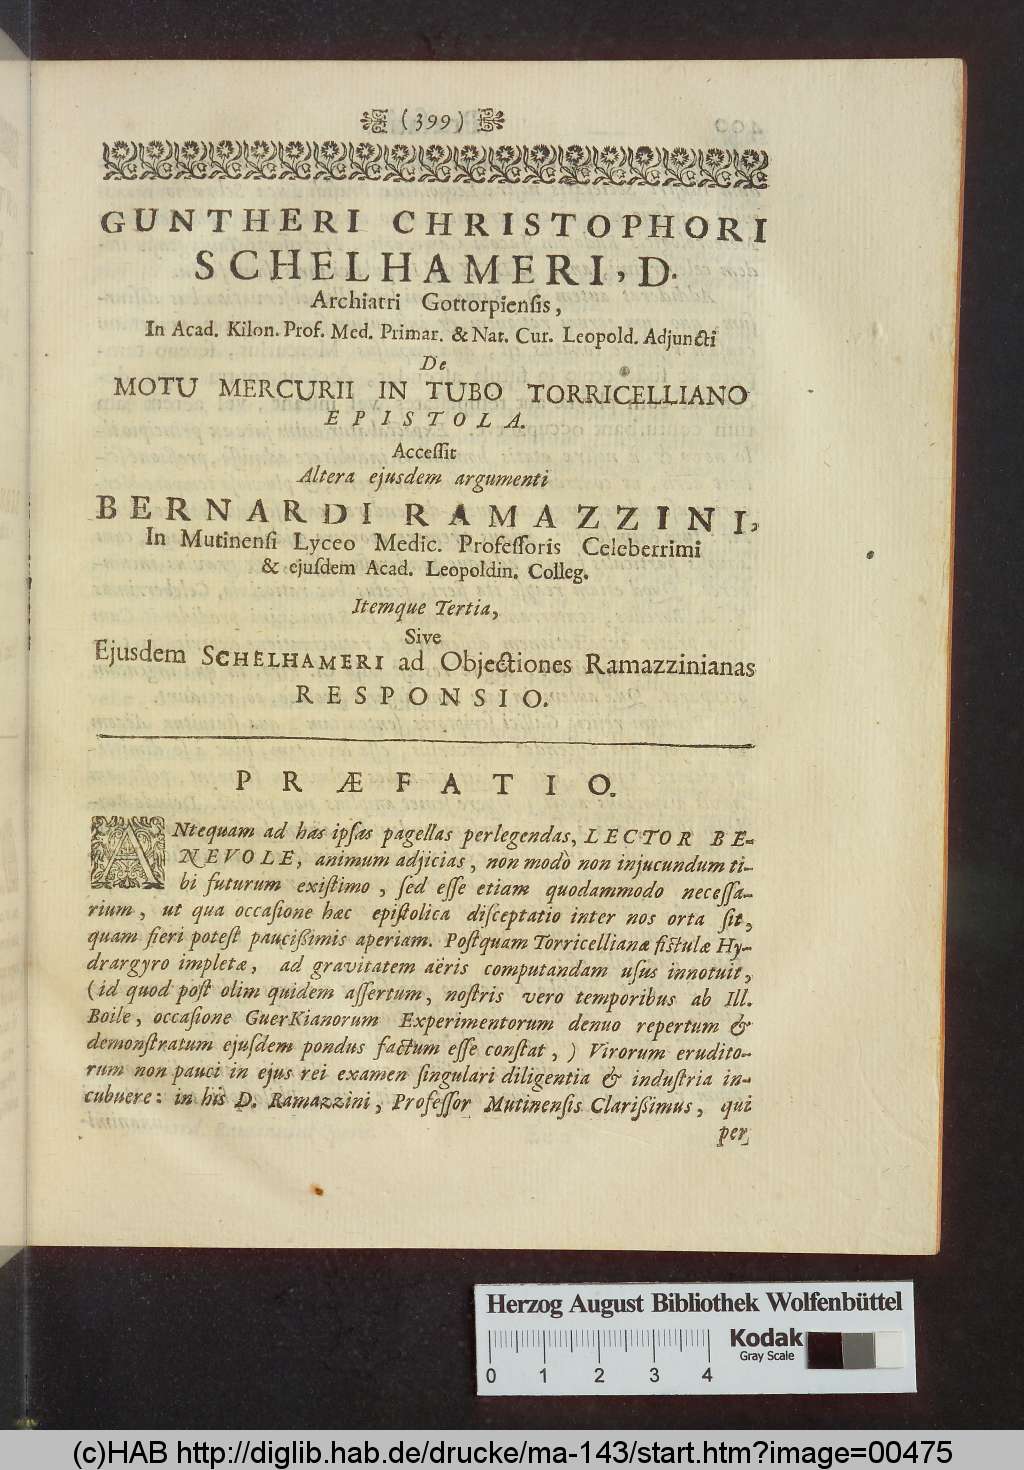 (399)
GUNTHERI CHRISTOPHORI
SCHELHAMERI, D.
Archiatri Gottorpiensis,
In Acad. Kilon. Prof. Med. Primar. & Nat. Cur. Leopold. Adjuncti
De
MOTU MERCURII IN TUBO TORRICELLIANO
EPISTOLA.
Accessit
Altera ejusdem argumenti
BERNARDI RAMAZZINI,
In Mutinensi Lyceo Medic. Professoris Celeberrimi
& ejusdem Acad. Leopoldin. Colleg.
Itemque Tertia,
Sive
Ejusdem SCHELHAMERI ad Objectiones Ramazzinianas
RESPONSIO.
PRÆFATIO.
ANtequam ad has ipsas pagellas perlegendas, LECTOR BE-
NEVOLE, animum adjicias, non modò non injucundum ti-
bi futurum existimo, sed esse etiam quodammodo necessa-
rium, ut qua occasione hæc epistolica disceptatio inter nos orta sit,
quam fieri potest paucißimis aperiam. Postquam Torricellianæ fistulæ Hy-
drargyro impletæ, ad gravitatem aëris computandam usus innotuit,
(id quod post olim quidem assertum, nostris vero temporibus ab Ill.
Boile, occasione GuerKianorum Experimentorum denuo repertum &
demonstratum ejusdem pondus factum esse constat, ) Virorum erudito-
rum non pauci in ejus rei examen singulari diligentia & industria in-
cubuere: in his D. Ramazzini, Professor Mutinensis Clarißimus, qui
per
Herzog August Bibliothek Wolfenbüttel
Kodak
Gray Scale
0 1 2 3 4
(c)HAB http://diglib.hab.de/drucke/ma-143/start.htm?image=00475